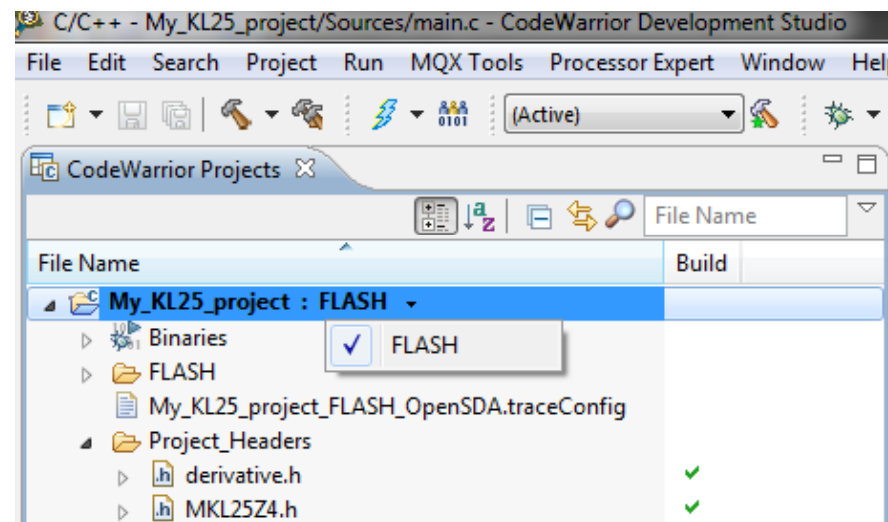 C/C++ - My_KL25_project/Sources/main.c - CodeWarrior Development Studio
File Edit Search Project Run MQX Tools Processor Expert Window Hel
(Active)
CodeWarrior Projects
File Name
File Name Build
My_KL25_project : FLASH
Binaries
FLASH
FLASH
My_KL25_project_FLASH_OpenSDA.traceConfig
Project_Headers
derivative.h
MKL25Z4.h